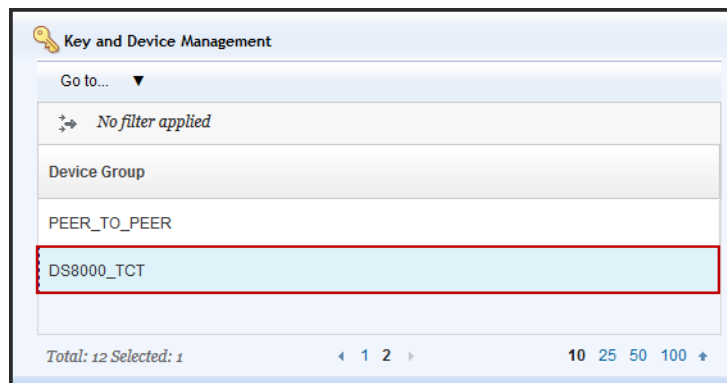 Key and Device Management
Go to... ▼
No filter applied
Device Group
PEER_TO_PEER
DS8000_TCT
Total: 12 Selected: 1 1 2 10 25 50 100